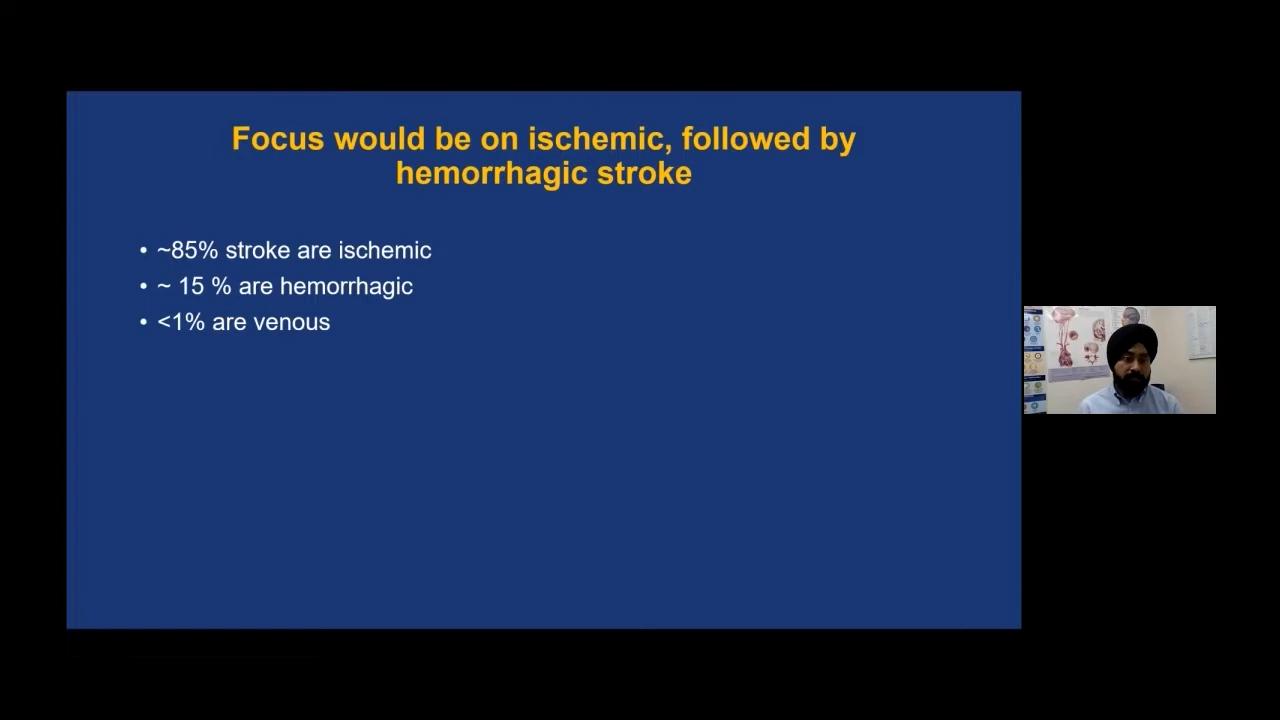 Focus would be on ischemic, followed by
hemorrhagic stroke
• ~85% stroke are ischemic
• ~ 15 % are hemorrhagic
• <1% are venous